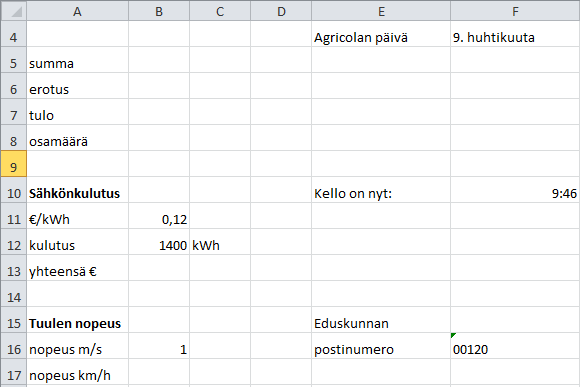 A B C D E F
4 Agricolan päivä 9. huhtikuuta
5 summa
6 erotus
7 tulo
8 osamäärä
9
10 Sähkönkulutus Kello on nyt: 9:46
11 €/kWh 0,12
12 kulutus 1400 kWh
13 yhteensä €
14
15 Tuulen nopeus Eduskunnan
16 nopeus m/s 1 postinumero 00120
17 nopeus km/h